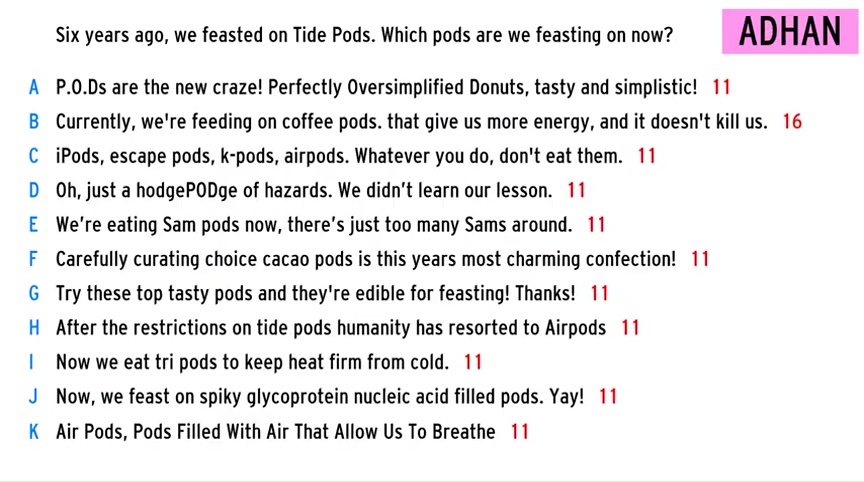 Six years ago, we feasted on Tide Pods. Which pods are we feasting on now?
ADHAN
A P.O.Ds are the new craze! Perfectly Oversimplified Donuts, tasty and simplistic! 11
B Currently, we're feeding on coffee pods. that give us more energy, and it doesn't kill us. 16
C iPods, escape pods, k-pods, airpods. Whatever you do, don't eat them. 11
D Oh, just a hodgePODge of hazards. We didn’t learn our lesson. 11
E We’re eating Sam pods now, there’s just too many Sams around. 11
F Carefully curating choice cacao pods is this years most charming confection! 11
G Try these top tasty pods and they're edible for feasting! Thanks! 11
H After the restrictions on tide pods humanity has resorted to Airpods 11
I Now we eat tri pods to keep heat firm from cold. 11
J Now, we feast on spiky glycoprotein nucleic acid filled pods. Yay! 11
K Air Pods, Pods Filled With Air That Allow Us To Breathe 11